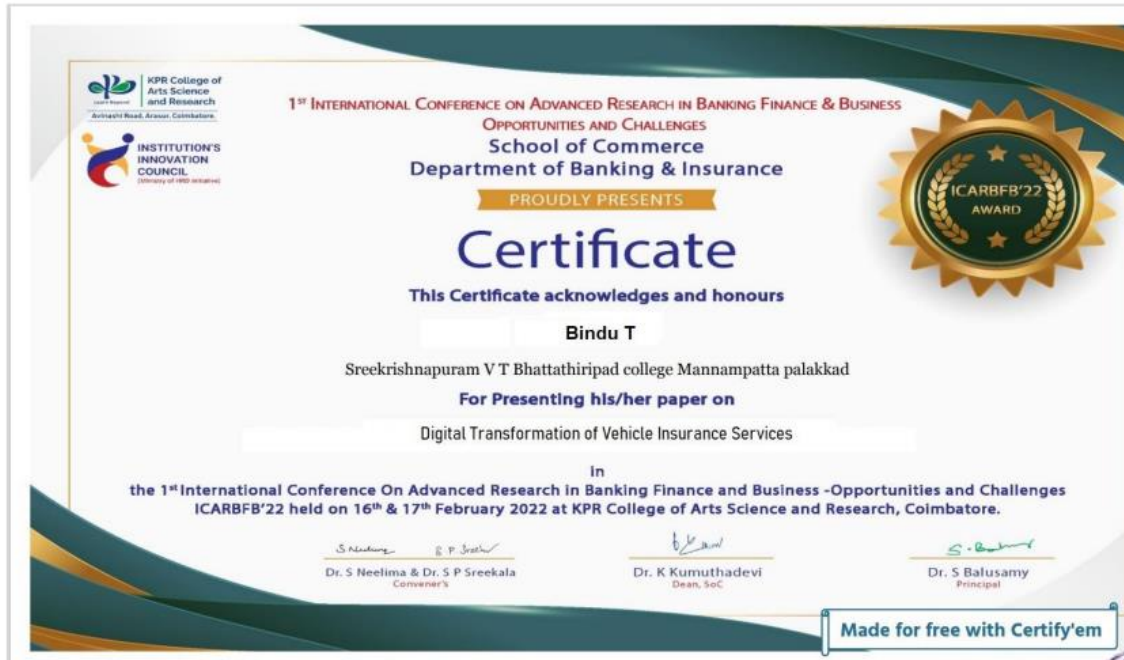 KPR College of
Arts Science
and Research
Learn Beyond
Avinashi Road, Arasur, Coimbatore.
INSTITUTION'S
INNOVATION
COUNCIL
(Ministry of HRD Initiative)
1ST INTERNATIONAL CONFERENCE ON ADVANCED RESEARCH IN BANKING FINANCE & BUSINESS
OPPORTUNITIES AND CHALLENGES
School of Commerce
Department of Banking & Insurance
PROUDLY PRESENTS
ICARBFB'22
AWARD
Certificate
This Certificate acknowledges and honours
Bindu T
Sreekrishnapuram V T Bhattathiripad college Mannampatta palakkad
For Presenting his/her paper on
Digital Transformation of Vehicle Insurance Services
in
the 1st International Conference On Advanced Research in Banking Finance and Business -Opportunities and Challenges
ICARBFB'22 held on 16th & 17th February 2022 at KPR College of Arts Science and Research, Coimbatore.
Dr. S Neelima & Dr. S P Sreekala
Convener's
Dr. K Kumuthadevi
Dean, SoC
Dr. S Balusamy
Principal
Made for free with Certify'em